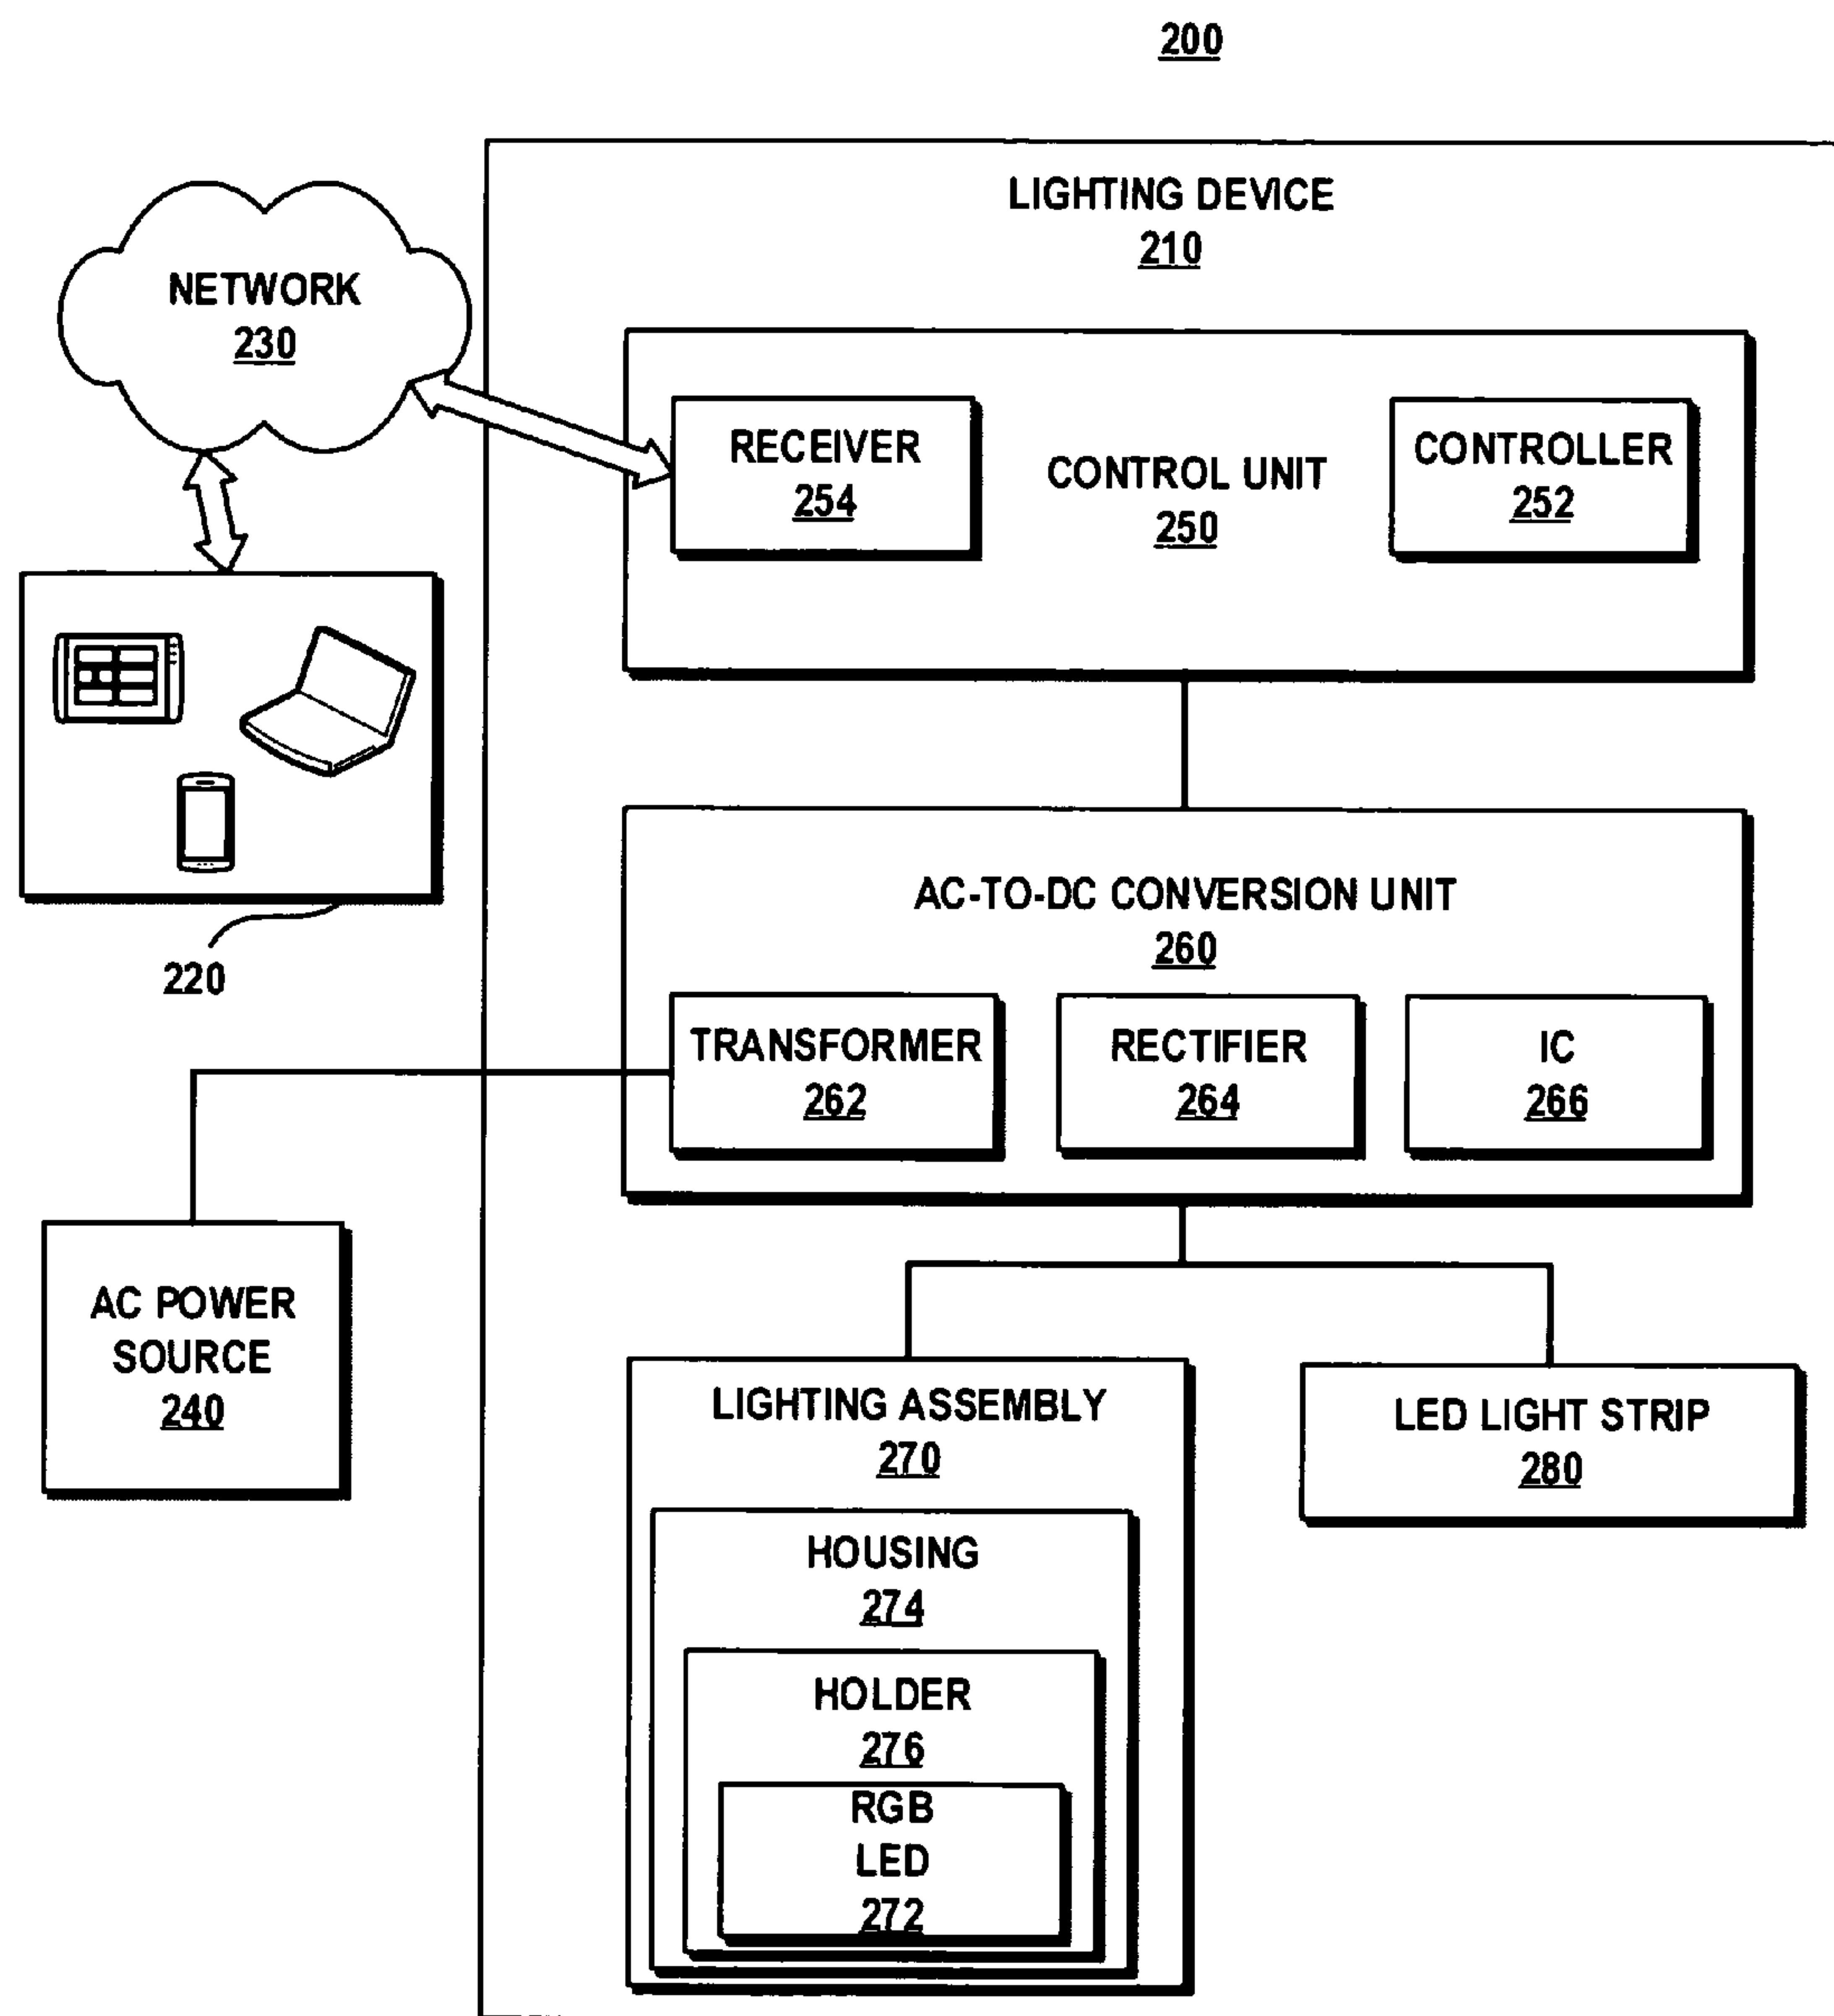 200
LIGHTING DEVICE
210
NETWORK
230
RECEIVER
254
CONTROL UNIT
250
CONTROLLER
252
220
AC-TO-DC CONVERSION UNIT
260
TRANSFORMER
262
RECTIFIER
264
IC
266
AC POWER
SOURCE
240
LIGHTING ASSEMBLY
270
HOUSING
274
HOLDER
276
RGB
LED
272
LED LIGHT STRIP
280